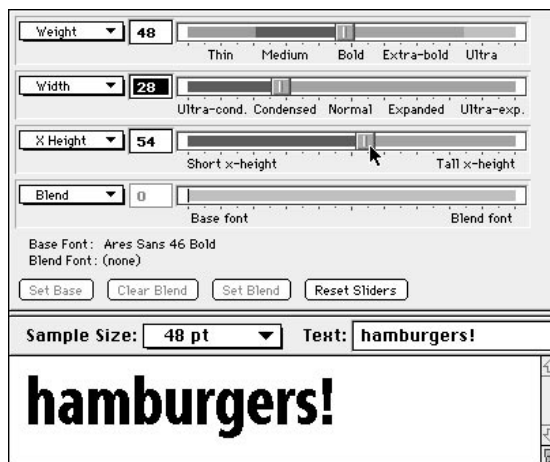 Weight 48
Thin Medium Bold Extra-bold Ultra
Width 28
Ultra-cond. Condensed Normal Expanded Ultra-exp.
X Height 54
Short x-height Tall x-height
Blend 0
Base font Blend font
Base Font: Ares Sans 46 Bold
Blend Font: (none)
Set Base Clear Blend Set Blend Reset Sliders
Sample Size: 48 pt Text: hamburgers!
hamburgers!